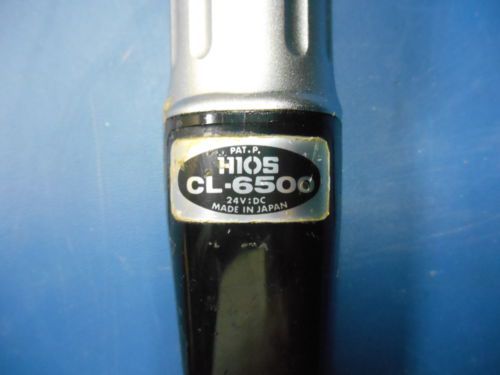 PAT.P.
HIOS
CL-6500
24V:DC
MADE IN JAPAN